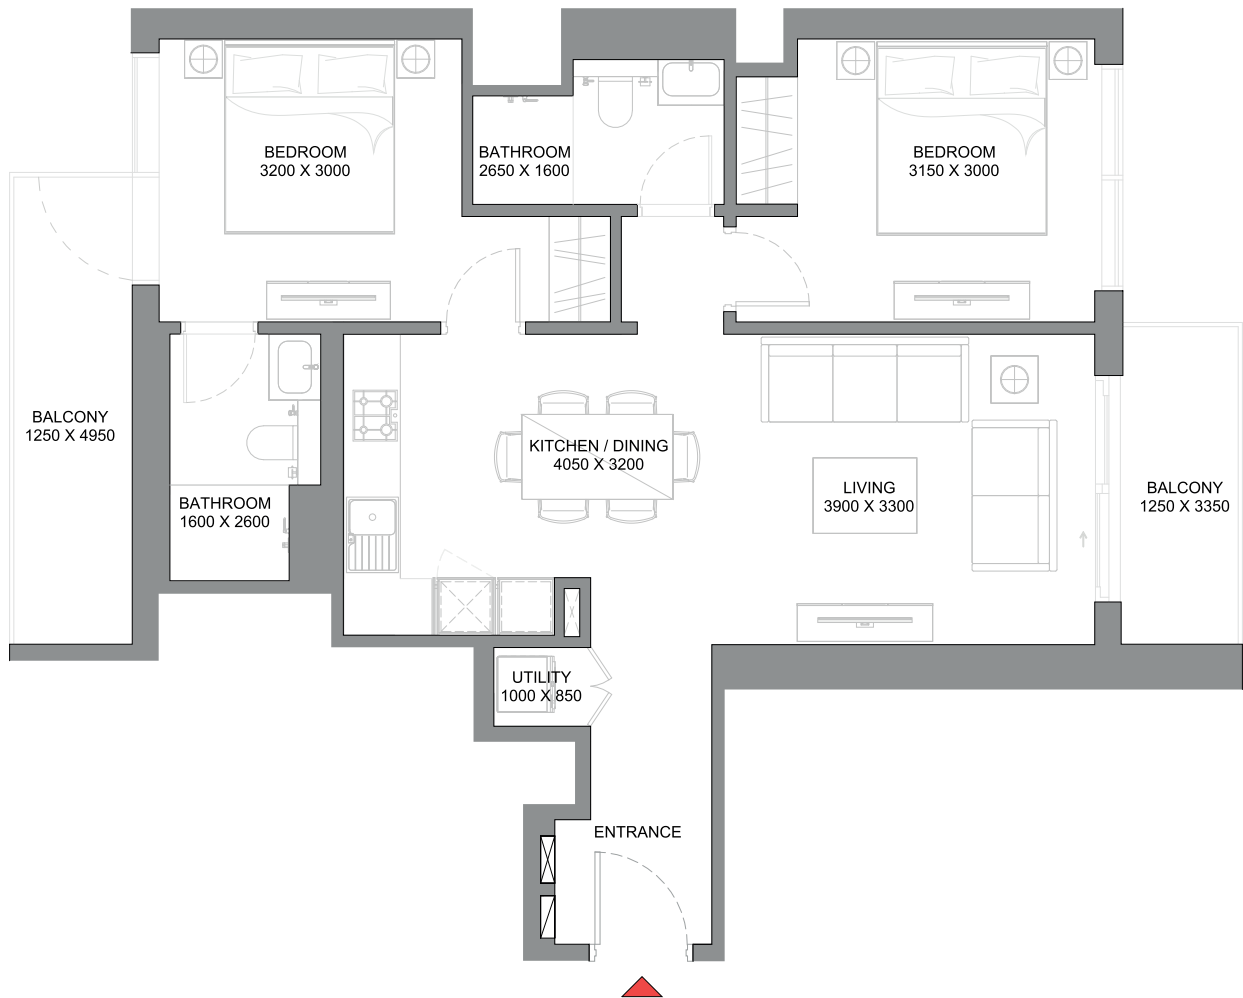 BEDROOM
3200 X 3000
BATHROOM
2650 X 1600
BEDROOM
3150 X 3000
BALCONY
1250 X 4950
KITCHEN / DINING
4050 X 3200
LIVING
3900 X 3300
BALCONY
1250 X 3350
BATHROOM
1600 X 2600
UTILITY
1000 X 850
ENTRANCE